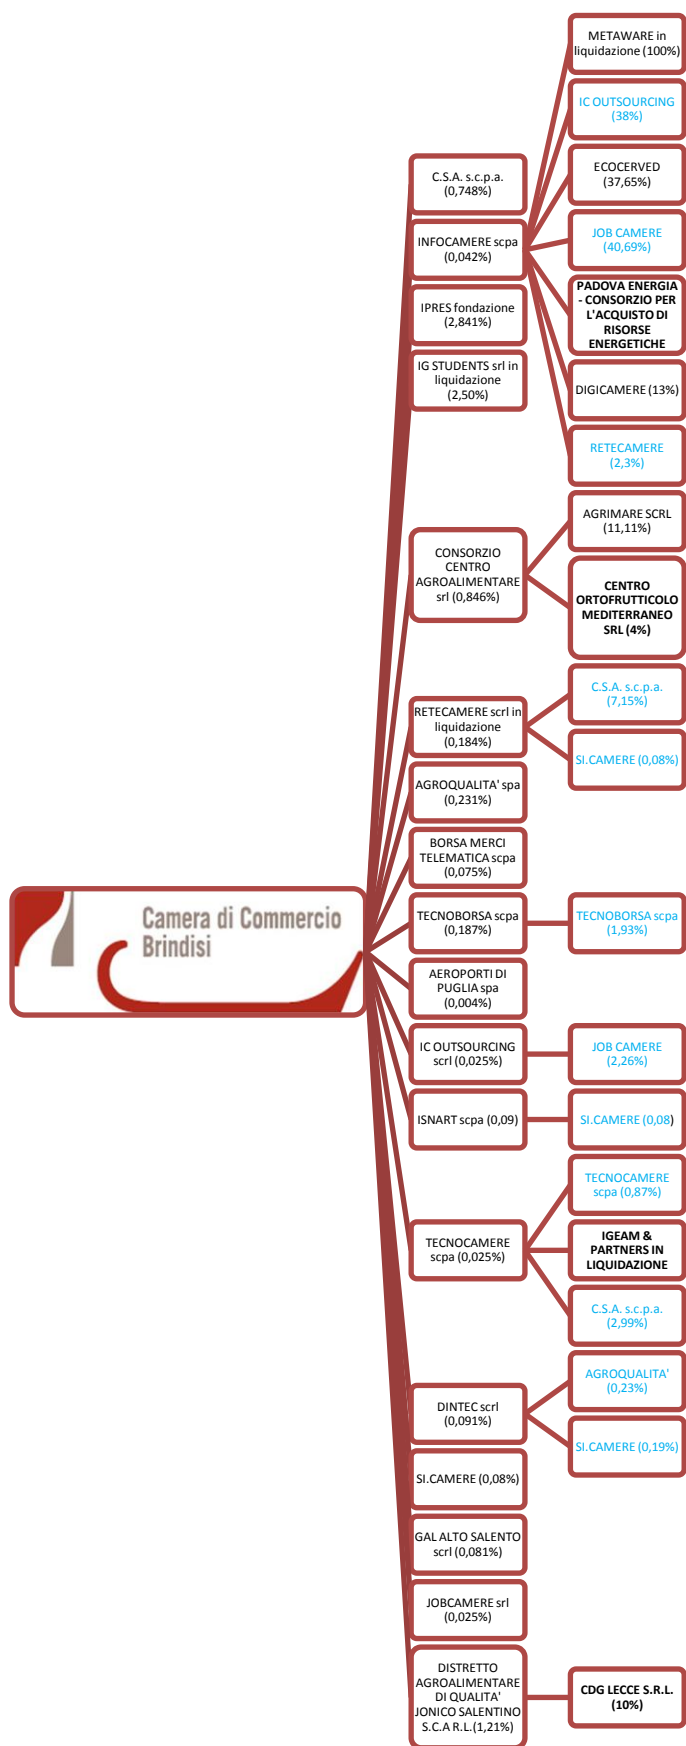 METAWARE in
liquidazione (100%)
IC OUTSOURCING
(38%)
ECOCERVED
(37,65%)
C.S.A. s.c.p.a.
(0,748%)
INFOCAMERE scpa
(0,042%)
JOB CAMERE
(40,69%)
PADOVA ENERGIA
- CONSORZIO PER
L'ACQUISTO DI
RISORSE
ENERGETICHE
IPRES fondazione
(2,841%)
IG STUDENTS srl in
liquidazione
(2,50%)
DIGICAMERE (13%)
RETECAMERE
(2,3%)
CONSORZIO
CENTRO
AGROALIMENTARE
srl (0,846%)
AGRIMARE SCRL
(11,11%)
CENTRO
ORTOFRUTTICOLO
MEDITERRANEO
SRL (4%)
RETECAMERE scrl in
liquidazione
(0,184%)
C.S.A. s.c.p.a.
(7,15%)
SI.CAMERE (0,08%)
AGROQUALITA' spa
(0,231%)
BORSA MERCI
TELEMATICA scpa
(0,075%)
Camera di Commercio
Brindisi
TECNOBORSA scpa
(0,187%)
TECNOBORSA scpa
(1,93%)
AEROPORTI DI
PUGLIA spa
(0,004%)
IC OUTSOURCING
scrl (0,025%)
JOB CAMERE
(2,26%)
ISNART scpa (0,09)
SI.CAMERE (0,08)
TECNOCAMERE
scpa (0,025%)
TECNOCAMERE
scpa (0,87%)
IGEAM &
PARTNERS IN
LIQUIDAZIONE
C.S.A. s.c.p.a.
(2,99%)
DINTEC scrl
(0,091%)
AGROQUALITA'
(0,23%)
SI.CAMERE (0,19%)
SI.CAMERE (0,08%)
GAL ALTO SALENTO
scrl (0,081%)
JOBCAMERE srl
(0,025%)
DISTRETTO
AGROALIMENTARE
DI QUALITA'
JONICO SALENTINO
S.C.A R.L.(1,21%)
CDG LECCE S.R.L.
(10%)